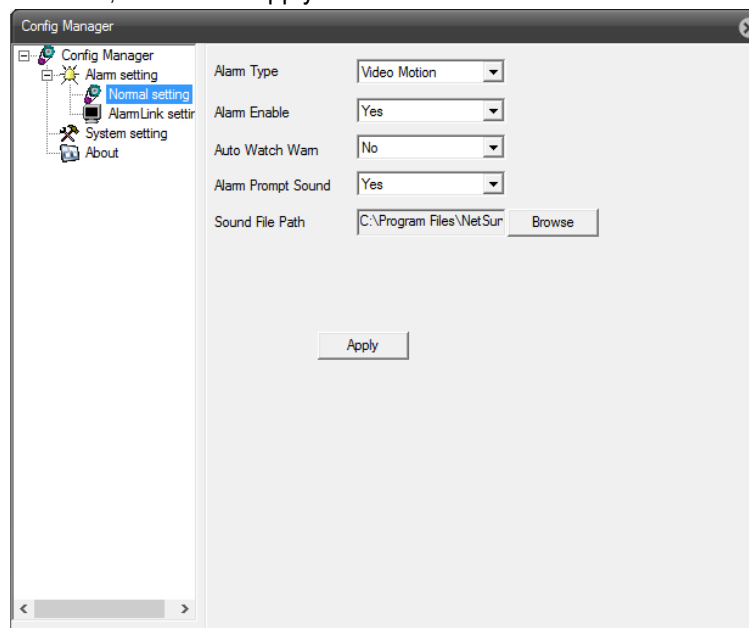 Config Manager
Config Manager
Alarm setting
Normal setting
AlarmLink settin
System setting
About
Alarm Type
Video Motion
Alarm Enable
Yes
Auto Watch Warn
No
Alarm Prompt Sound
Yes
Sound File Path
C:\Program Files\NetSur
Browse
Apply